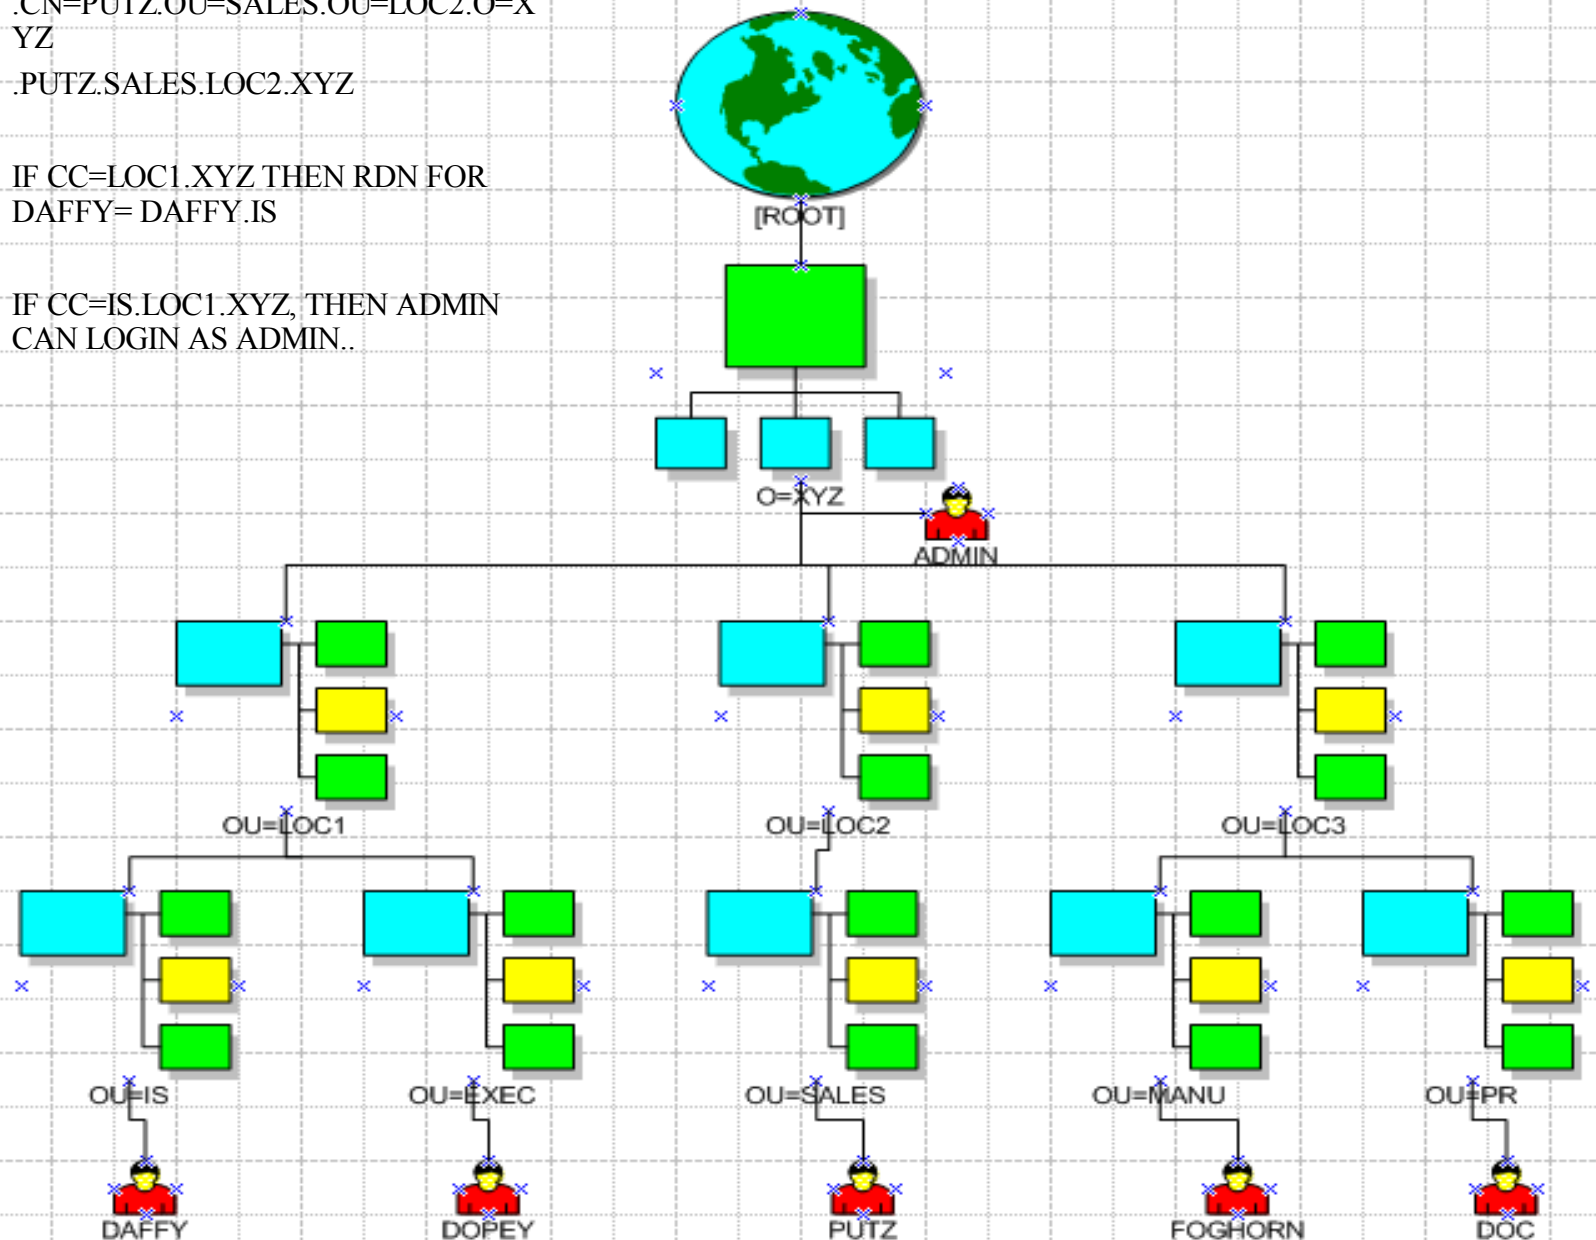 .CN=PUTZ.OU=SALES.OU=LOC2.O=X
YZ
.PUTZ.SALES.LOC2.XYZ
IF CC=LOC1.XYZ THEN RDN FOR
DAFFY= DAFFY.IS
IF CC=IS.LOC1.XYZ, THEN ADMIN
CAN LOGIN AS ADMIN..
[ROOT]
O=XYZ
ADMIN
OU=LOC1
OU=LOC2
OU=LOC3
OU=IS
OU=EXEC
OU=SALES
OU=MANU
OU=PR
DAFFY
DOPEY
PUTZ
FOGHORN
DOC